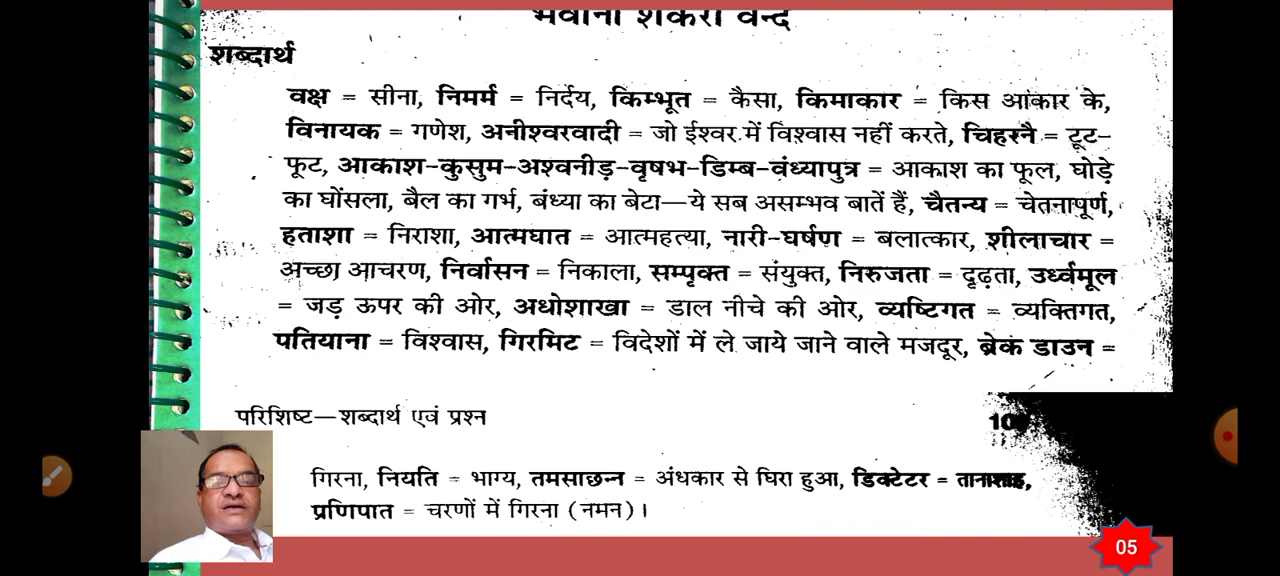 भवानी शंकरौ वन्दे
शब्दार्थ
वक्ष = सीना, निमर्म = निर्दय, किम्भूत = कैसा, किमाकार = किस आकार के,
विनायक = गणेश, अनीश्वरवादी = जो ईश्वर में विश्वास नहीं करते, चिहरनै = टूट-
फूट, आकाश-कुसुम-अश्वनीड़-वृषभ-डिम्ब-वंध्यापुत्र = आकाश का फूल, घोड़े
का घोंसला, बैल का गर्भ, बंध्या का बेटा—ये सब असम्भव बातें हैं, चैतन्य = चेतनापूर्ण,
हताशा = निराशा, आत्मघात = आत्महत्या, नारी-घर्षण = बलात्कार, शीलाचार =
अच्छा आचरण, निर्वासन = निकाला, सम्पृक्त = संयुक्त, निरुजता = दृढ़ता, उर्ध्वमूल
= जड़ ऊपर की ओर, अधोशाखा = डाल नीचे की ओर, व्यष्टिगत = व्यक्तिगत,
पतियाना = विश्वास, गिरमिट = विदेशों में ले जाये जाने वाले मजदूर, ब्रेक डाउन =
परिशिष्ट—शब्दार्थ एवं प्रश्न
गिरना, नियति = भाग्य, तमसाछन्न = अंधकार से घिरा हुआ, डिक्टेटर = तानाशाह,
प्रणिपात = चरणों में गिरना (नमन)।
05